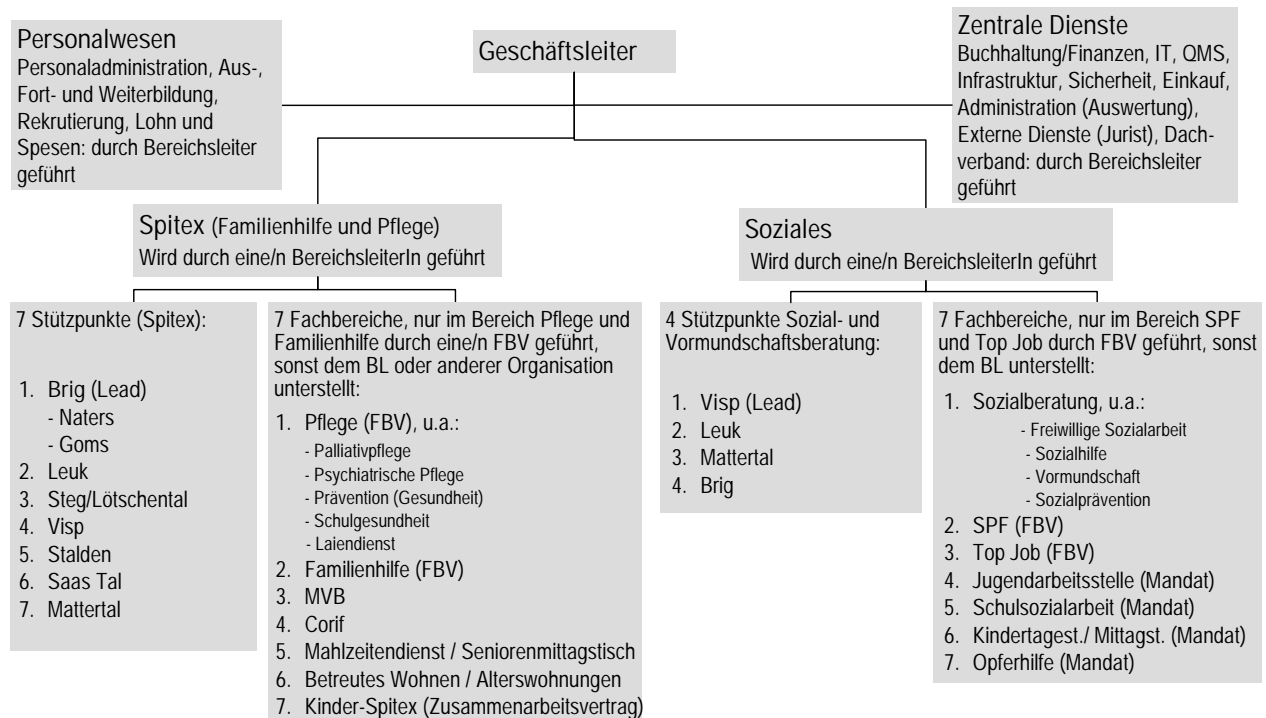 Personalwesen
Personaladministration, Aus-,
Fort- und Weiterbildung,
Rekrutierung, Lohn und
Spesen: durch Bereichsleiter
geführt
Geschäftsleiter
Zentrale Dienste
Buchhaltung/Finanzen, IT, QMS,
Infrastruktur, Sicherheit, Einkauf,
Administration (Auswertung),
Externe Dienste (Jurist), Dach-
verband: durch Bereichsleiter
geführt
Spitex (Familienhilfe und Pflege)
Wird durch eine/n BereichsleiterIn geführt
Soziales
Wird durch eine/n BereichsleiterIn geführt
7 Stützpunkte (Spitex):
1. Brig (Lead)
- Naters
- Goms
2. Leuk
3. Steg/Lötschental
4. Visp
5. Stalden
6. Saas Tal
7. Mattertal
7 Fachbereiche, nur im Bereich Pflege und
Familienhilfe durch eine/n FBV geführt,
sonst dem BL oder anderer Organisation
unterstellt:
1. Pflege (FBV), u.a.:
- Palliativpflege
- Psychiatrische Pflege
- Prävention (Gesundheit)
- Schulgesundheit
- Laiendienst
2. Familienhilfe (FBV)
3. MVB
4. Corif
5. Mahlzeitendienst / Seniorenmittagstisch
6. Betreutes Wohnen / Alterswohnungen
7. Kinder-Spitex (Zusammenarbeitsvertrag)
4 Stützpunkte Sozial- und
Vormundschaftsberatung:
1. Visp (Lead)
2. Leuk
3. Mattertal
4. Brig
7 Fachbereiche, nur im Bereich SPF
und Top Job durch FBV geführt, sonst
dem BL unterstellt:
1. Sozialberatung, u.a.:
- Freiwillige Sozialarbeit
- Sozialhilfe
- Vormundschaft
- Sozialprävention
2. SPF (FBV)
3. Top Job (FBV)
4. Jugendarbeitsstelle (Mandat)
5. Schulsozialarbeit (Mandat)
6. Kindertagest./ Mittagst. (Mandat)
7. Opferhilfe (Mandat)